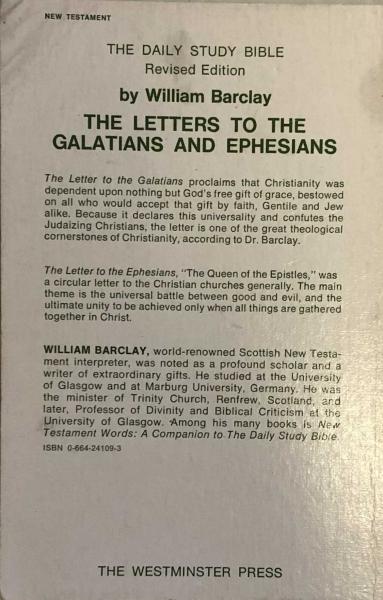 NEW TESTAMENT
THE DAILY STUDY BIBLE
Revised Edition
by William Barclay
THE LETTERS TO THE
GALATIANS AND EPHESIANS
The Letter to the Galatians proclaims that Christianity was
dependent upon nothing but God's free gift of grace, bestowed
on all who would accept that gift by faith, Gentile and Jew
alike. Because it declares this universality and confutes the
Judaizing Christians, the letter is one of the great theological
cornerstones of Christianity, according to Dr. Barclay.
The Letter to the Ephesians, "The Queen of the Epistles," was
a circular letter to the Christian churches generally. The main
theme is the universal battle between good and evil, and the
ultimate unity to be achieved only when all things are gathered
together in Christ.
WILLIAM BARCLAY, world-renowned Scottish New Testa-
ment interpreter, was noted as a profound scholar and a
writer of extraordinary gifts. He studied at the University
of Glasgow and at Marburg University, Germany. He was
the minister of Trinity Church, Renfrew, Scotland, and
later, Professor of Divinity and Biblical Criticism at the
University of Glasgow. Among his many books is New
Testament Words: A Companion to The Daily Study Bible.
ISBN 0-664-24109-3
THE WESTMINSTER PRESS